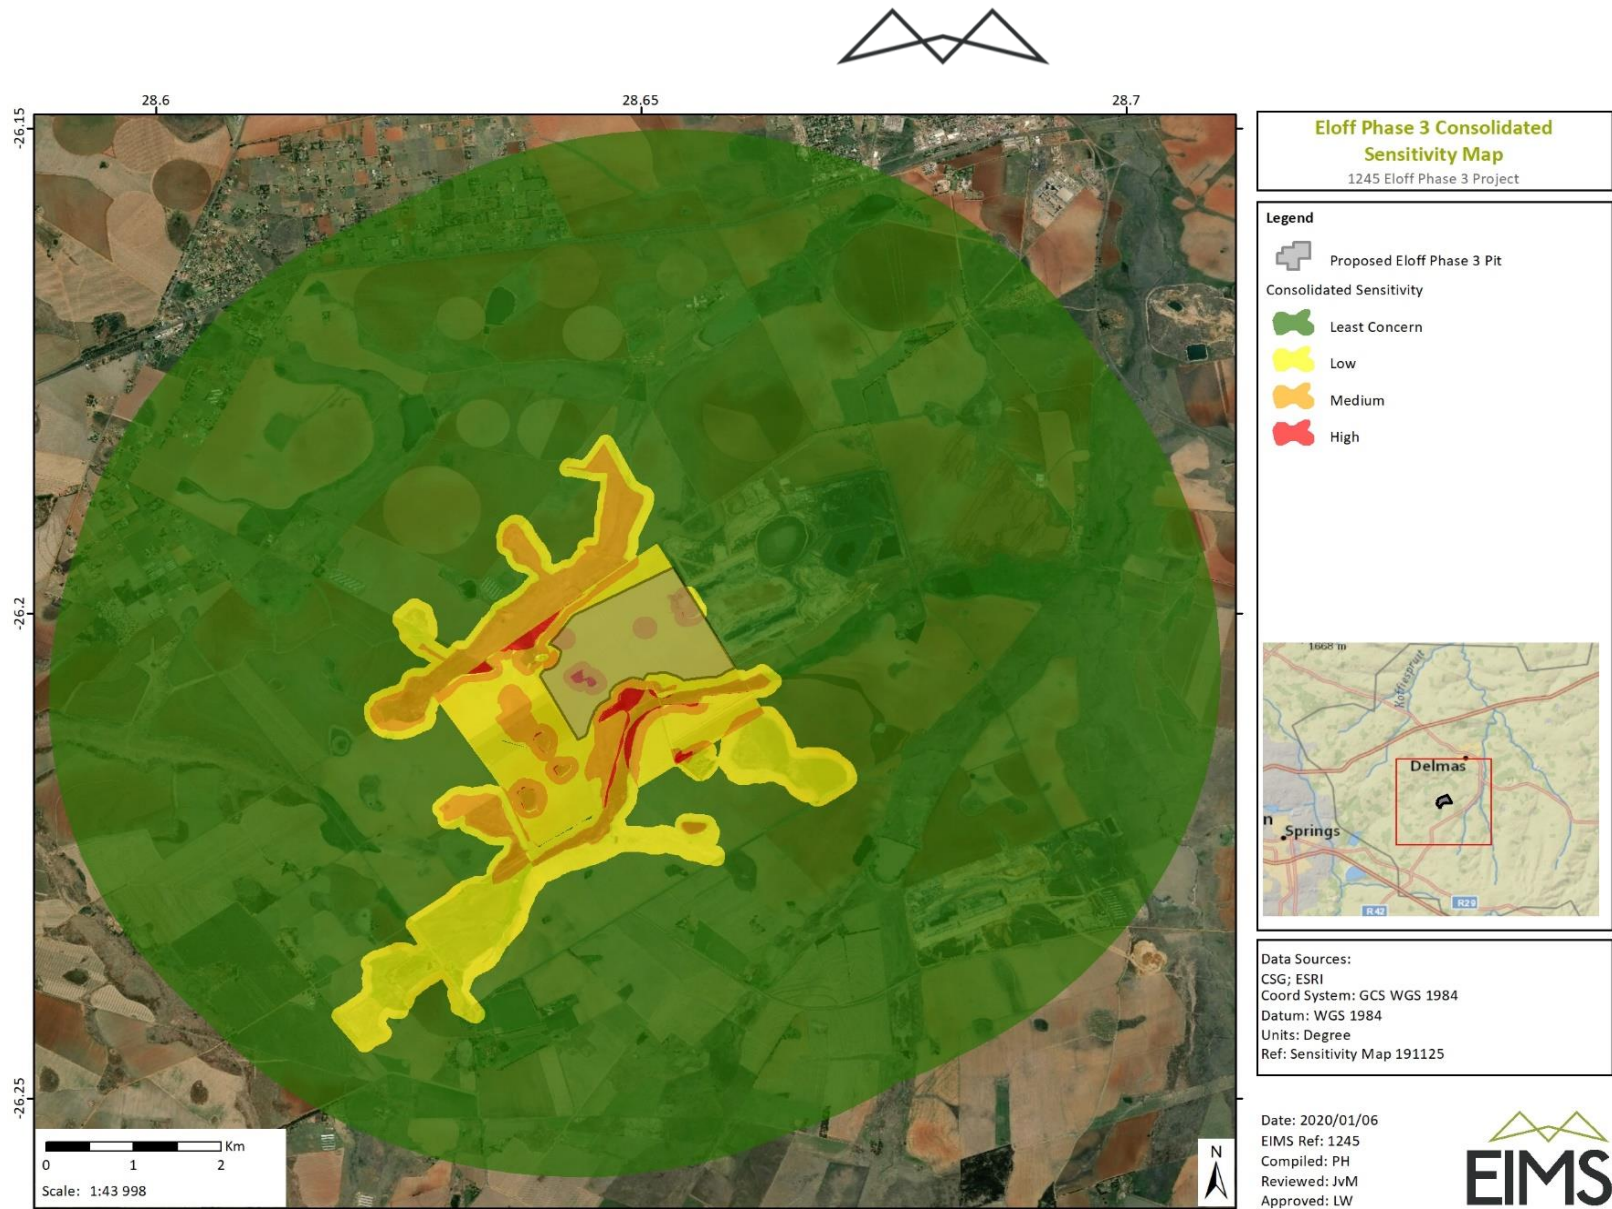 28.6
28.65
28.7
-26.15
-26.2
-26.25
Eloff Phase 3 Consolidated
Sensitivity Map
1245 Eloff Phase 3 Project
Legend
Proposed Eloff Phase 3 Pit
Consolidated Sensitivity
Least Concern
Low
Medium
High
1668 m
Koffiespruit
Delmas
n
Springs
R42
R29
Data Sources:
CSG; ESRI
Coord System: GCS WGS 1984
Datum: WGS 1984
Units: Degree
Ref: Sensitivity Map 191125
Km
0 1 2
Scale: 1:43 998
N
Date: 2020/01/06
EIMS Ref: 1245
Compiled: PH
Reviewed: JvM
Approved: LW
EIMS